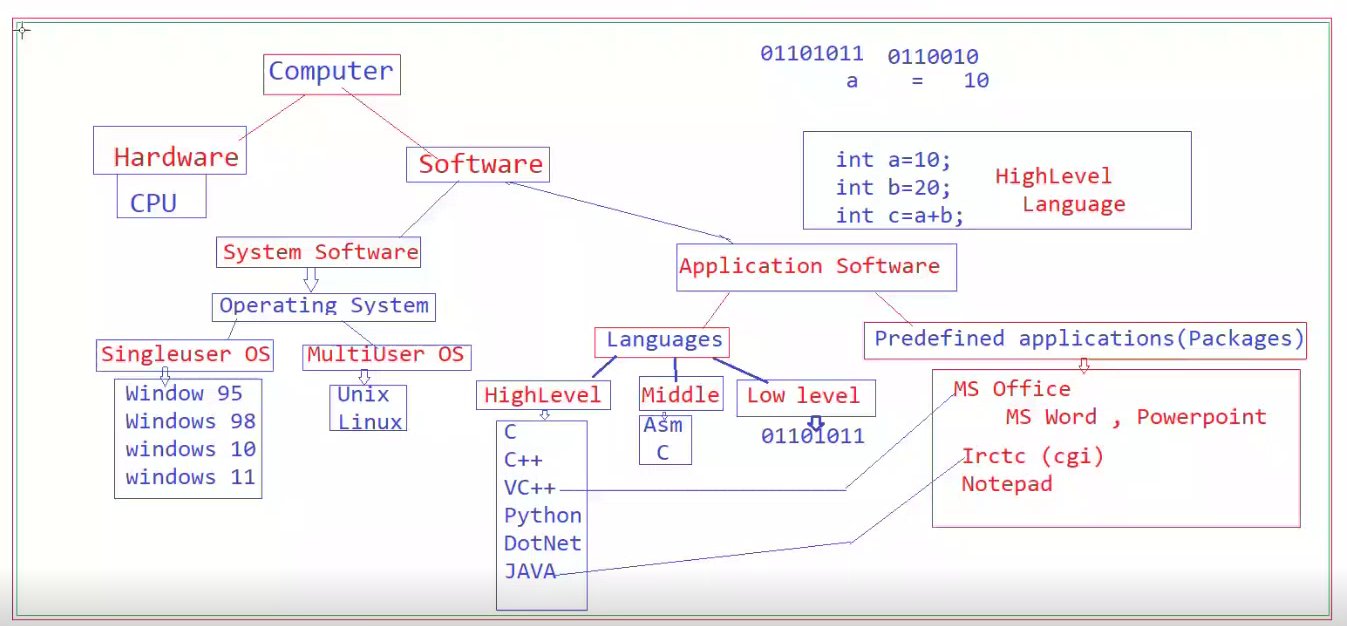 01101011 0110010
a = 10
Computer
Hardware
CPU
Software
int a=10;
int b=20;
int c=a+b;
HighLevel
Language
System Software
Operating System
Singleuser OS
Window 95
Windows 98
windows 10
windows 11
MultiUser OS
Unix
Linux
Application Software
Languages
HighLevel
C
C++
VC++
Python
DotNet
JAVA
Middle
Asm
C
Low level
01101011
Predefined applications(Packages)
MS Office
MS Word , Powerpoint
Irctc (cgi)
Notepad